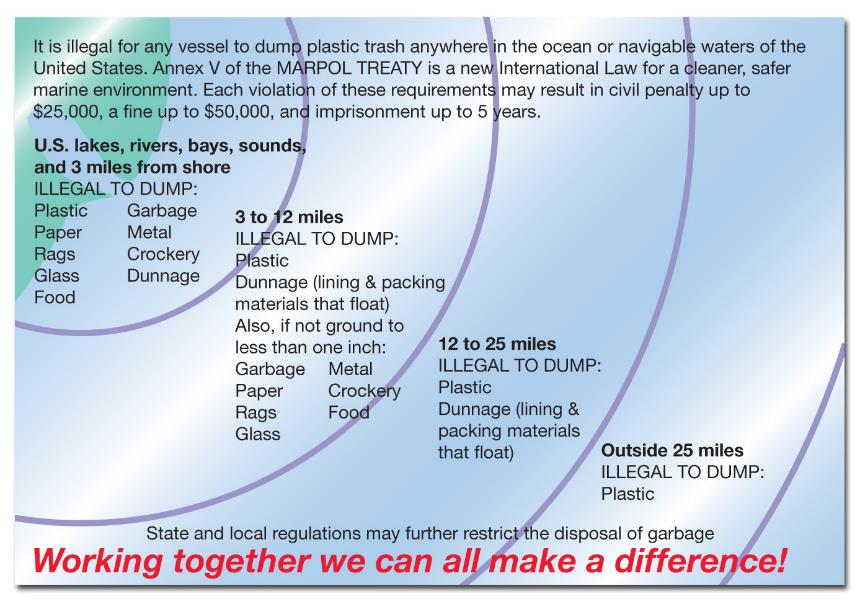 It is illegal for any vessel to dump plastic trash anywhere in the ocean or navigable waters of the
United States. Annex V of the MARPOL TREATY is a new International Law for a cleaner, safer
marine environment. Each violation of these requirements may result in civil penalty up to
$25,000, a fine up to $50,000, and imprisonment up to 5 years.
U.S. lakes, rivers, bays, sounds,
and 3 miles from shore
ILLEGAL TO DUMP:
Plastic Garbage
Paper Metal
Rags Crockery
Glass Dunnage
Food
3 to 12 miles
ILLEGAL TO DUMP:
Plastic
Dunnage (lining & packing
materials that float)
Also, if not ground to
less than one inch:
Garbage Metal
Paper Crockery
Rags Food
Glass
12 to 25 miles
ILLEGAL TO DUMP:
Plastic
Dunnage (lining &
packing materials
that float)
Outside 25 miles
ILLEGAL TO DUMP:
Plastic
State and local regulations may further restrict the disposal of garbage
Working together we can all make a difference!